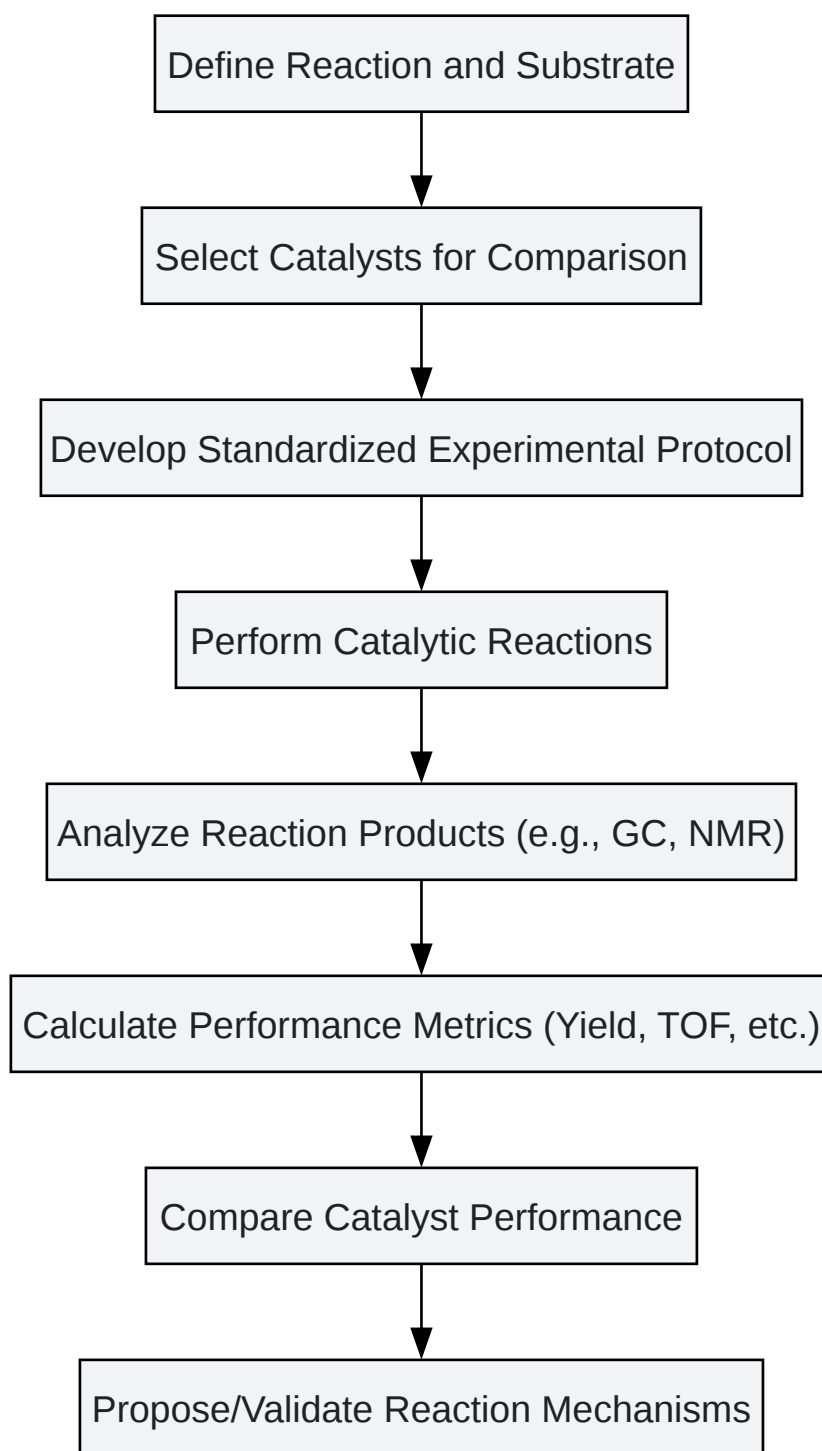 Define Reaction and Substrate
Select Catalysts for Comparison
Develop Standardized Experimental Protocol
Perform Catalytic Reactions
Analyze Reaction Products (e.g., GC, NMR)
Calculate Performance Metrics (Yield, TOF, etc.)
Compare Catalyst Performance
Propose/Validate Reaction Mechanisms